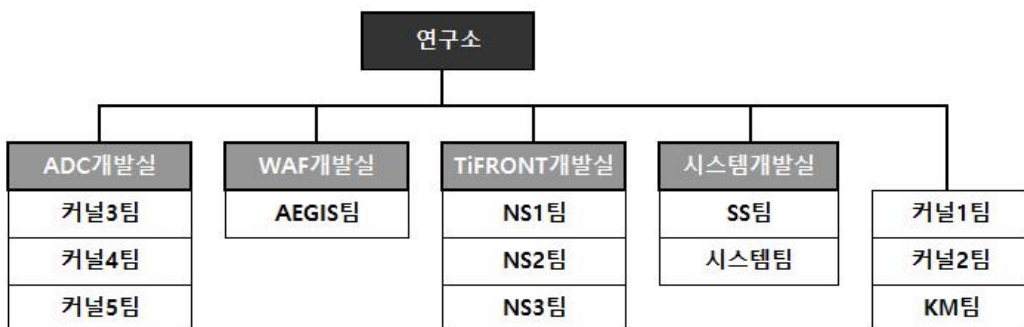 연구소
ADC개발실
커널3팀
커널4팀
커널5팀
WAF개발실
AEGIS팀
TiFRONT개발실
NS1팀
NS2팀
NS3팀
시스템개발실
SS팀
시스템팀
커널1팀
커널2팀
KM팀